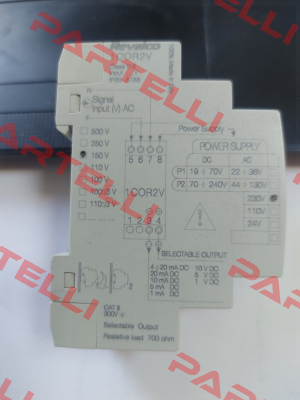 Revalco
1COR2V
Signal
Input (V) AC
500 V
250 V
150 V
110 V
100 V
Power Supply
5 6 7 8
1COR2V
1 2 3 4
POWER SUPPLY
DC AC
P1 19 ÷ 70V 22 ÷ 38V
P2 70 ÷ 240V 44 ÷ 130V
230V
110V
24V
SELECTABLE OUTPUT
4÷20 mA DC 10 V DC
20 mA DC 5 V DC
10 mA DC 1 V DC
5 mA DC
1 mA DC
CAT III
300V
Selectable Output
Resistive load 700 ohm
PARTELLI